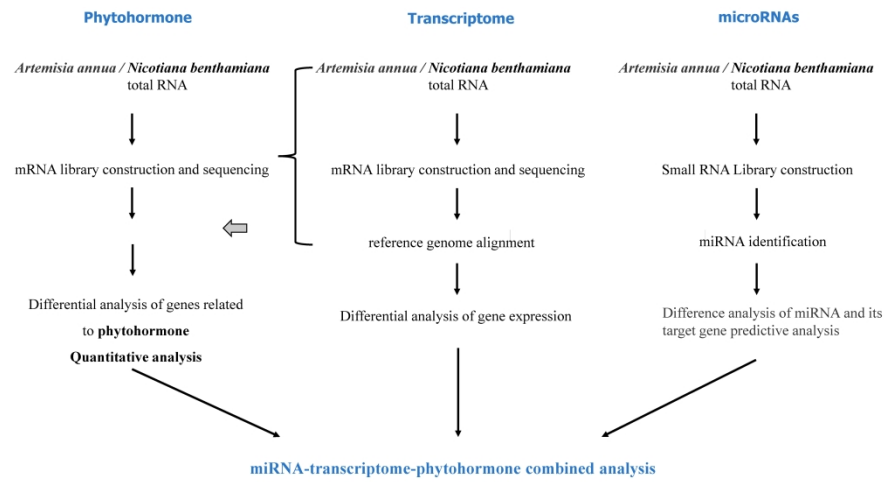 Phytohormone
Transcriptome
microRNAs
Artemisia annua / Nicotiana benthamiana
total RNA
Artemisia annua / Nicotiana benthamiana
total RNA
Artemisia annua / Nicotiana benthamiana
total RNA
mRNA library construction and sequencing
mRNA library construction and sequencing
Small RNA Library construction
reference genome alignment
miRNA identification
Differential analysis of genes related
to phytohormone
Quantitative analysis
Differential analysis of gene expression
Difference analysis of miRNA and its
target gene predictive analysis
miRNA-transcriptome-phytohormone combined analysis